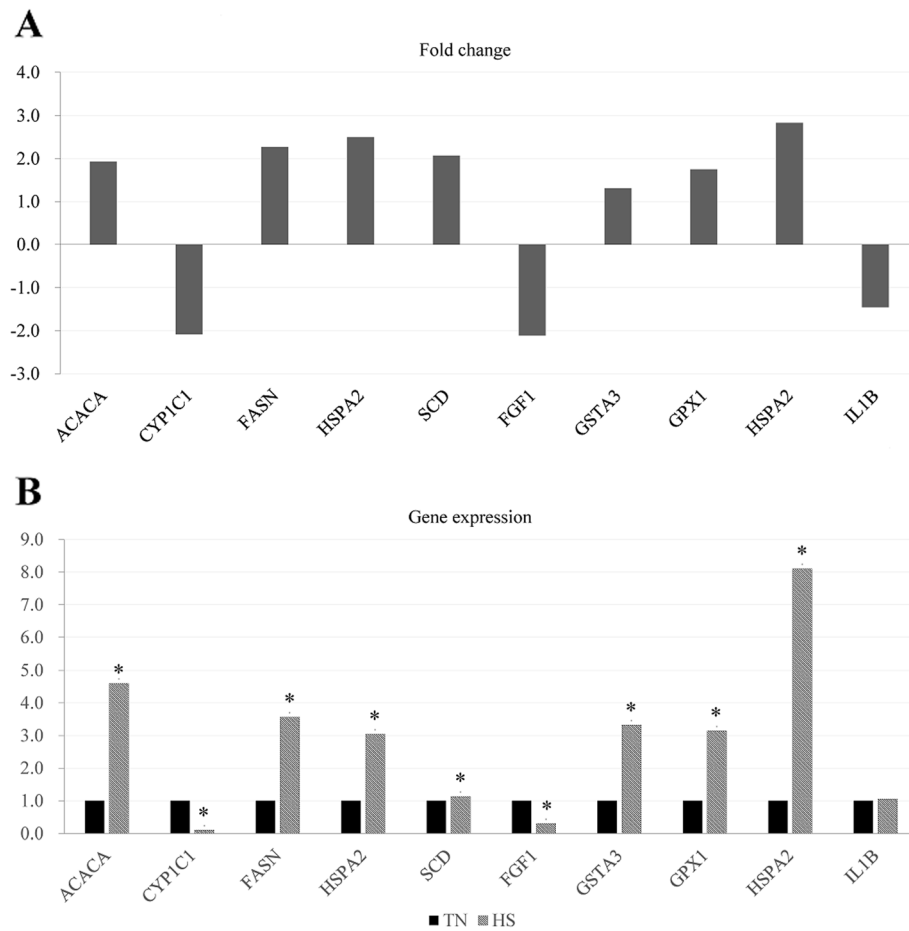 A
Fold change
4.0
3.0
2.0
1.0
0.0
-1.0
-2.0
-3.0
ACACA
CYP1C1
FASN
HSPA2
SCD
FGF1
GSTA3
GPX1
HSPA2
IL1B
B
Gene expression
9.0
8.0
7.0
6.0
5.0
4.0
3.0
2.0
1.0
0.0
* * * * * * * * *
ACACA
CYP1C1
FASN
HSPA2
SCD
FGF1
GSTA3
GPX1
HSPA2
IL1B
TN HS